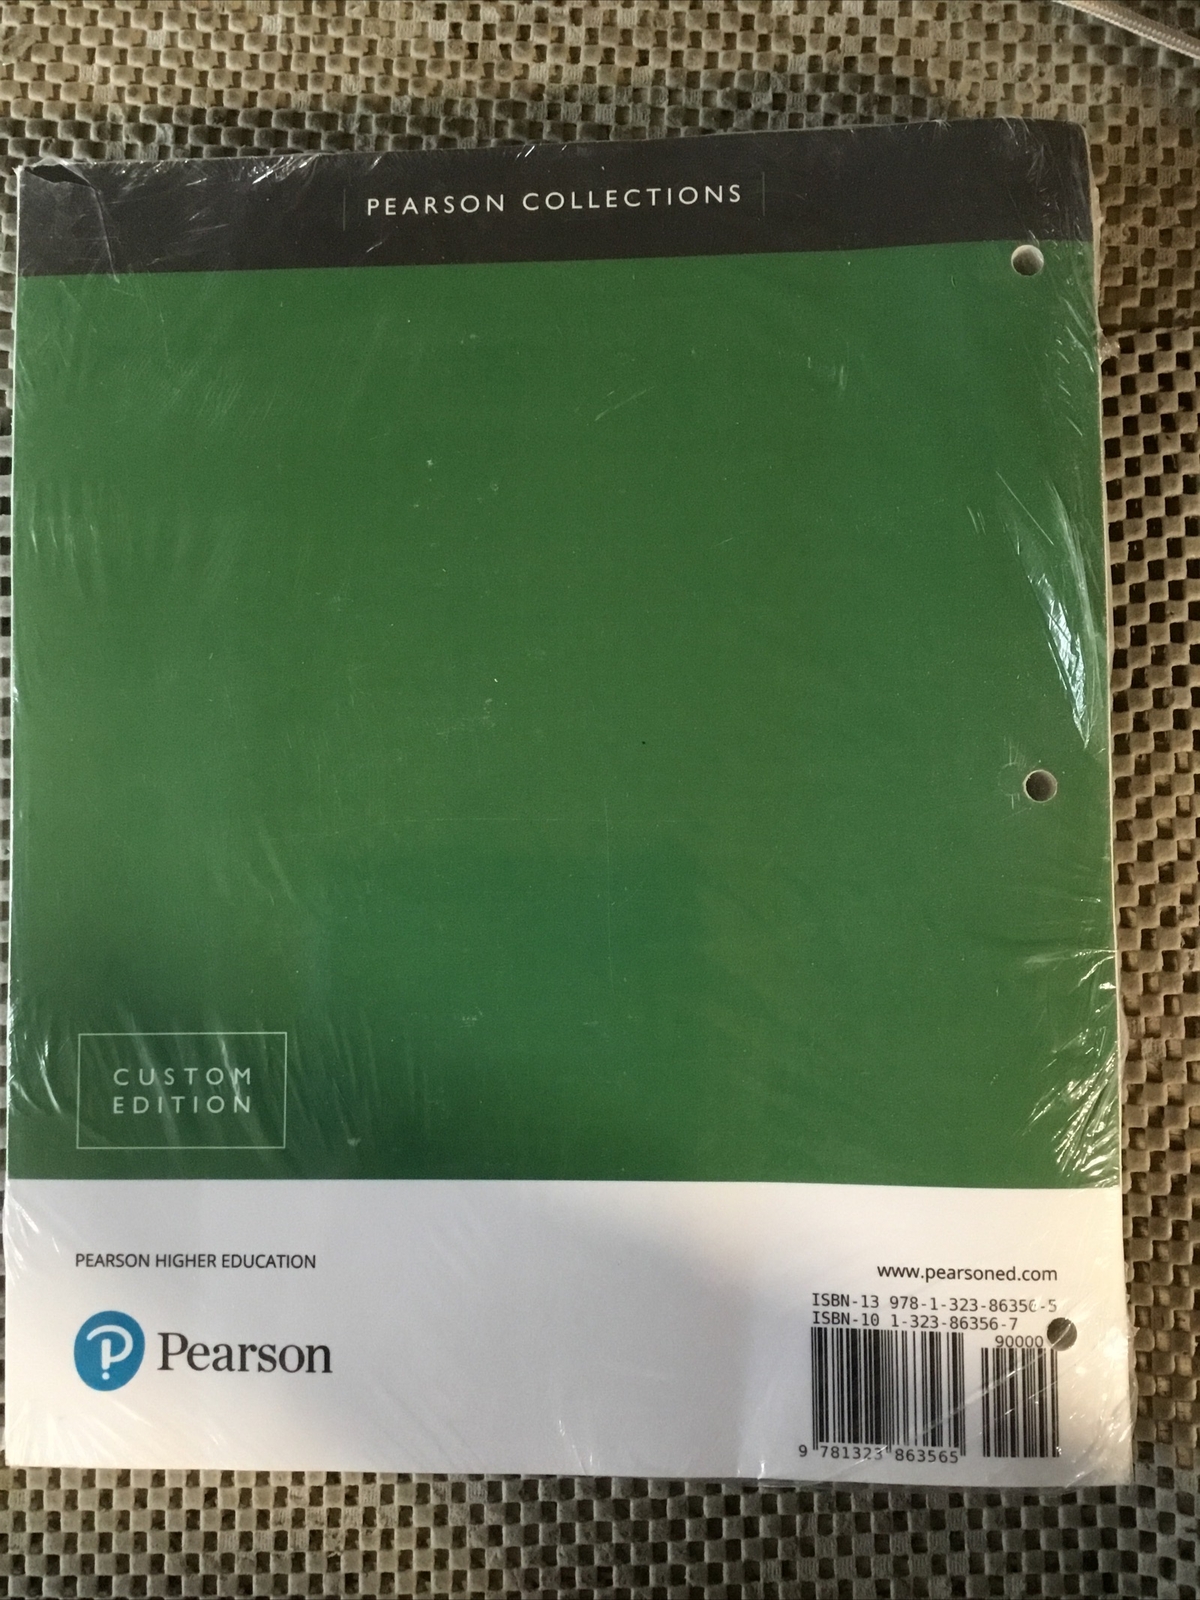 PEARSON COLLECTIONS
CUSTOM
EDITION
PEARSON HIGHER EDUCATION
Pearson
www.pearsoned.com
ISBN-13 978-1-323-86356-5
ISBN-10 1-323-86356-7
90000
9 781323 863565